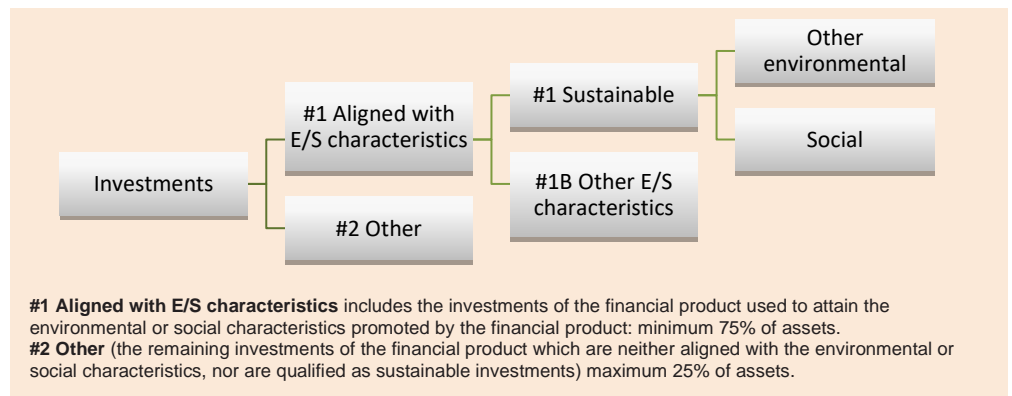 Other
environmental
#1 Sustainable
#1 Aligned with
E/S characteristics
Social
Investments
#1B Other E/S
characteristics
#2 Other
#1 Aligned with E/S characteristics includes the investments of the financial product used to attain the
environmental or social characteristics promoted by the financial product: minimum 75% of assets.
#2 Other (the remaining investments of the financial product which are neither aligned with the environmental or
social characteristics, nor are qualified as sustainable investments) maximum 25% of assets.